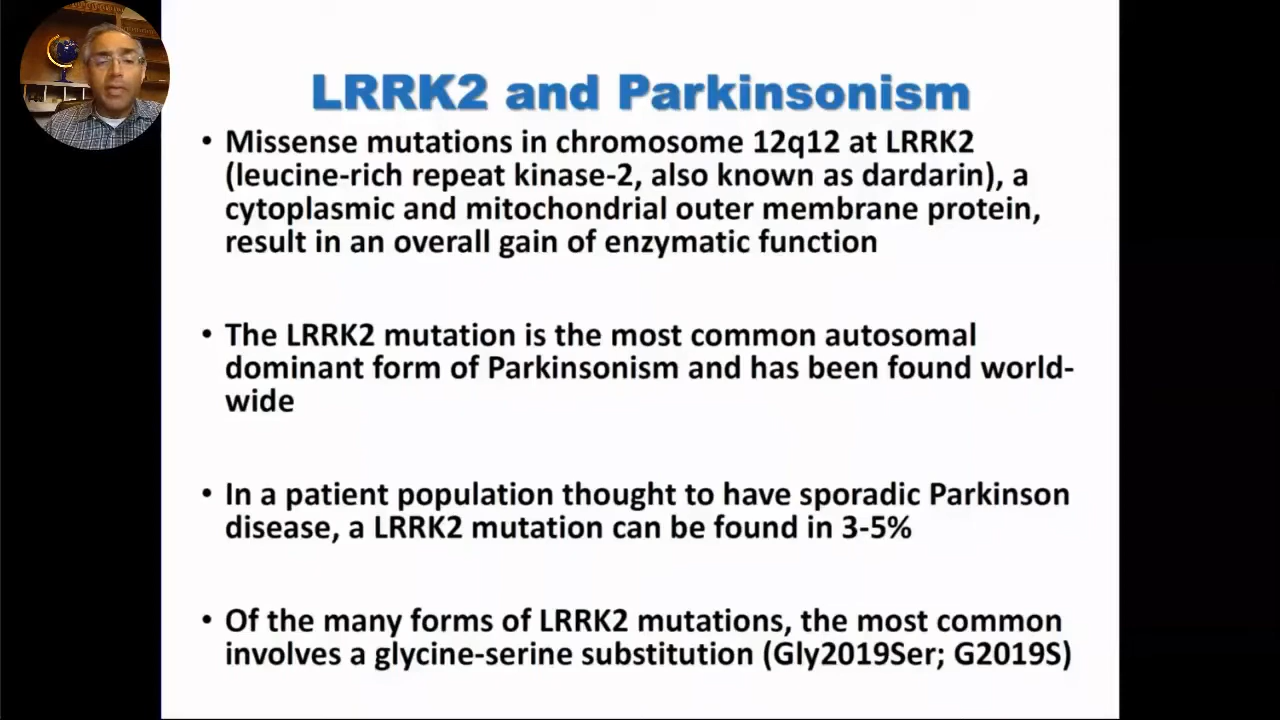 LRRK2 and Parkinsonism
• Missense mutations in chromosome 12q12 at LRRK2
(leucine-rich repeat kinase-2, also known as dardarin), a
cytoplasmic and mitochondrial outer membrane protein,
result in an overall gain of enzymatic function
• The LRRK2 mutation is the most common autosomal
dominant form of Parkinsonism and has been found world-
wide
• In a patient population thought to have sporadic Parkinson
disease, a LRRK2 mutation can be found in 3-5%
• Of the many forms of LRRK2 mutations, the most common
involves a glycine-serine substitution (Gly2019Ser; G2019S)